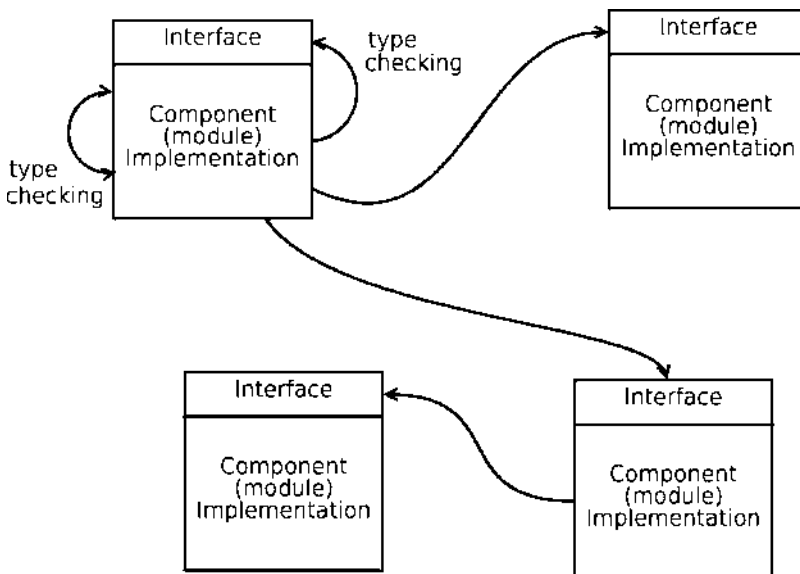 Interface
type
checking
Component
(module)
Implementation
type
checking
Interface
Component
(module)
Implementation
Interface
Component
(module)
Implementation
Interface
Component
(module)
Implementation